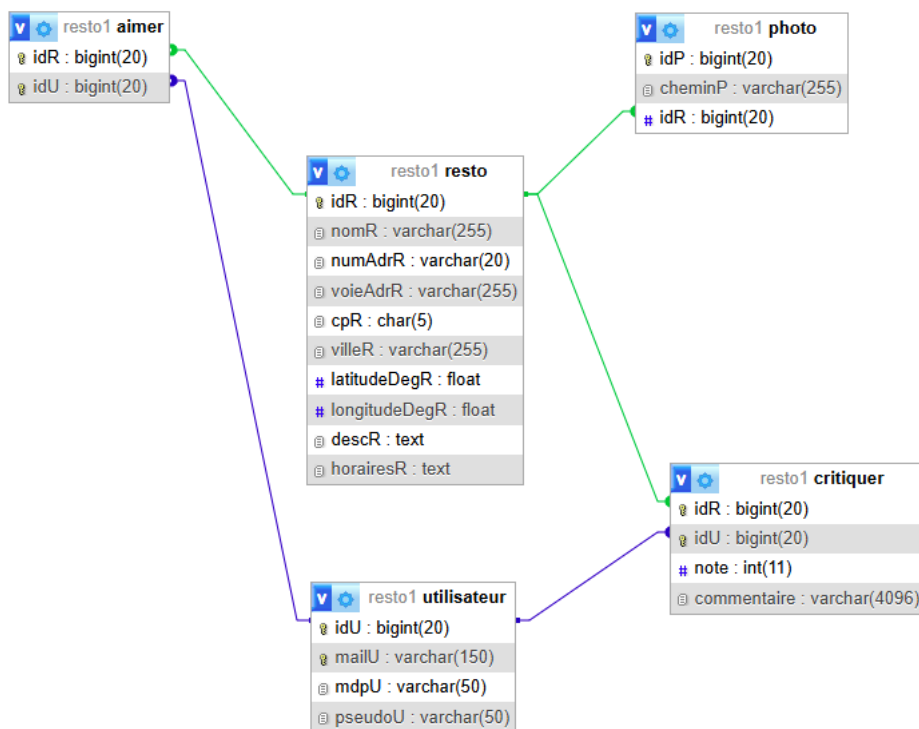 resto1 aimer
idR : bigint(20)
idU : bigint(20)
resto1 photo
idP : bigint(20)
cheminP : varchar(255)
idR : bigint(20)
resto1 resto
idR : bigint(20)
nomR : varchar(255)
numAdrR : varchar(20)
voieAdrR : varchar(255)
cpR : char(5)
villeR : varchar(255)
latitudeDegR : float
longitudeDegR : float
descR : text
horairesR : text
resto1 critiquer
idR : bigint(20)
idU : bigint(20)
note : int(11)
commentaire : varchar(4096)
resto1 utilisateur
idU : bigint(20)
mailU : varchar(150)
mdpU : varchar(50)
pseudoU : varchar(50)